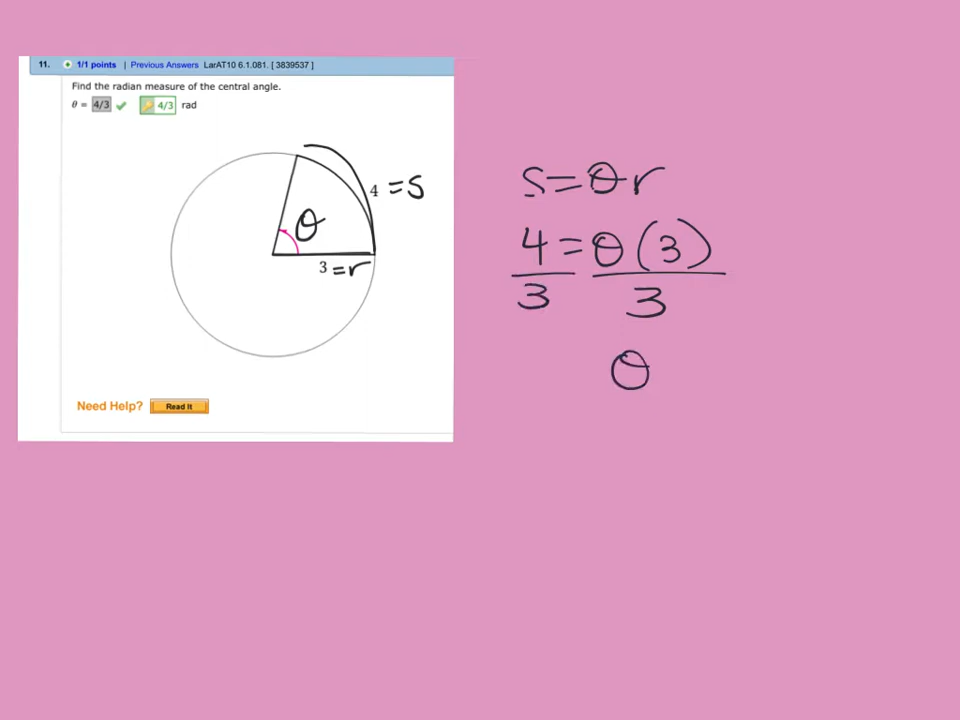 11. + 1/1 points | Previous Answers LarAT10 6.1.081. [ 3839537 ]
Find the radian measure of the central angle.
θ = 4/3 ✓ 4/3 rad
4 = s
θ
3 = r
Need Help? Read It
s = θr
4 = θ(3)
3 3
θ